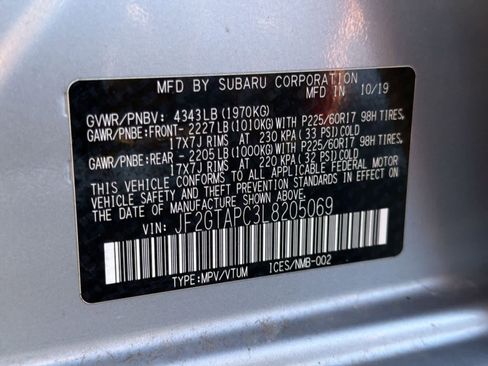 MFD BY SUBARU CORPORATION
MFD IN 10/19
GVWR/PNBV: 4343LB(1970KG)
GAWR/PNBE:FRONT- 2227LB(1010KG)WITH P225/60R17 98H TIRES,
17X7J RIMS AT 230 KPA( 33 PSI)COLD
GAWR/PNBE:REAR - 2205LB(1000KG)WITH P225/60R17 98H TIRES,
17X7J RIMS AT 220 KPA( 32 PSI)COLD
THIS VEHICLE CONFORMS TO ALL APPLICABLE FEDERAL MOTOR
VEHICLE SAFETY AND THEFT PREVENTION STANDARDS IN EFFECT ON
THE DATE OF MANUFACTURE SHOWN ABOVE.
VIN: JF2GTAPC3L8205069
TYPE:MPV/VTUM ICES/NMB-002